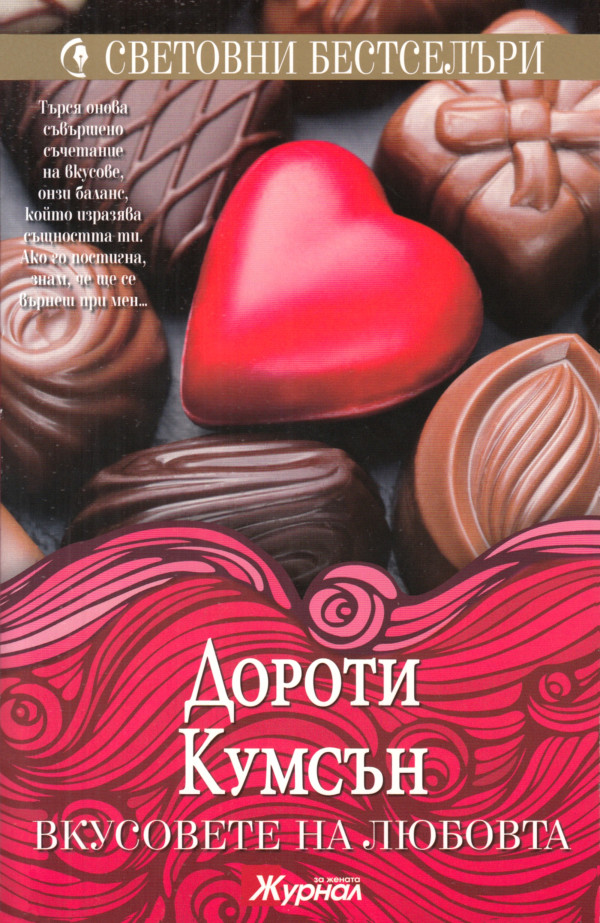 СВЕТОВНИ БЕСТСЕЛЪРИ
Търся онова
съвършено
съчетание
на вкусове,
онзи баланс,
който изразява
същността ти.
Ако го постигна,
знам, че ще се
върнеш при мен...
Дороти
Кумсън
ВКУСОВЕТЕ НА ЛЮБОВТА
за жената
Журнал